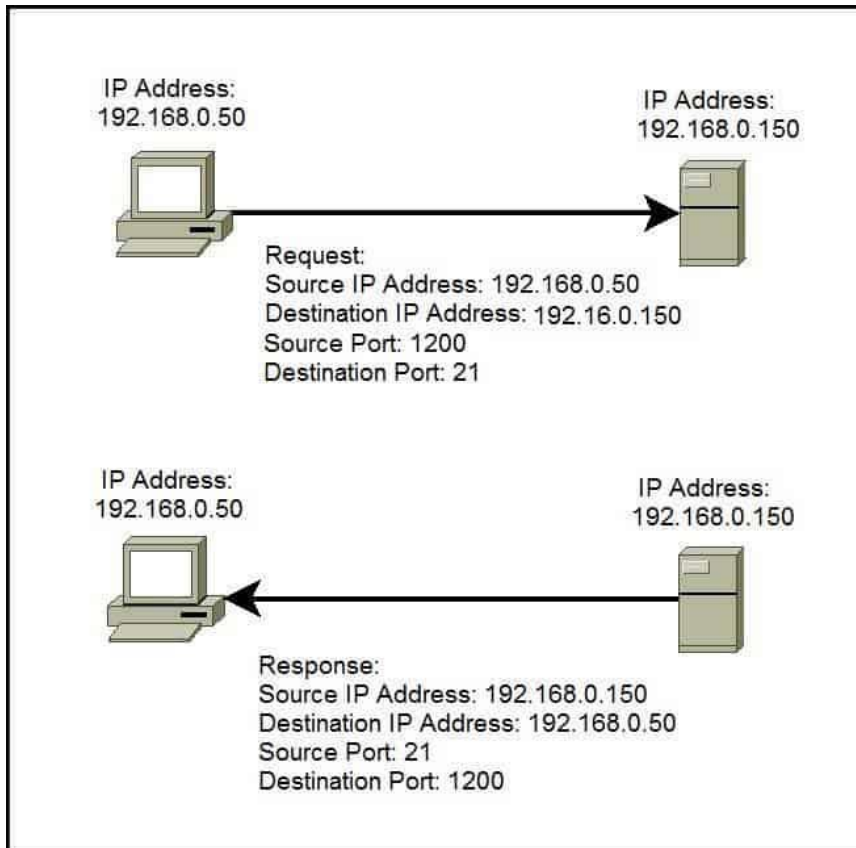 IP Address:
192.168.0.50
IP Address:
192.168.0.150
Request:
Source IP Address: 192.168.0.50
Destination IP Address: 192.16.0.150
Source Port: 1200
Destination Port: 21
IP Address:
192.168.0.50
IP Address:
192.168.0.150
Response:
Source IP Address: 192.168.0.150
Destination IP Address: 192.168.0.50
Source Port: 21
Destination Port: 1200